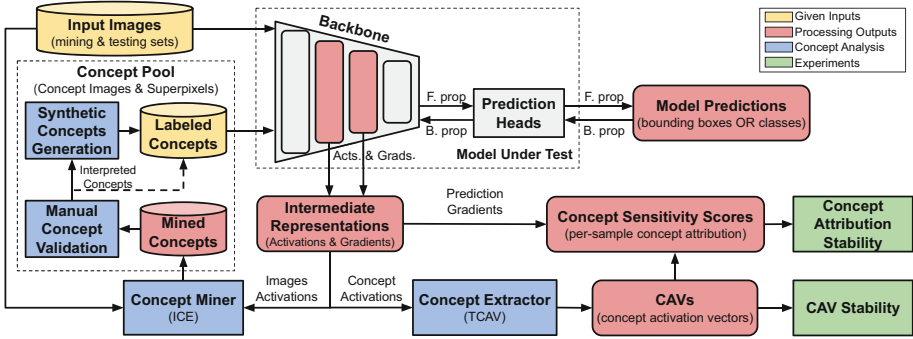 Input Images
(mining & testing sets)
Backbone
Given Inputs
Processing Outputs
Concept Analysis
Experiments
Concept Pool
(Concept Images & Superpixels)
Synthetic
Concepts
Generation
Labeled
Concepts
F. prop
B. prop
Prediction
Heads
F. prop
B. prop
Model Predictions
(bounding boxes OR classes)
Acts. & Grads.
Model Under Test
Interpreted
Concepts
Manual
Concept
Validation
Mined
Concepts
Intermediate
Representations
(Activations & Gradients)
Prediction
Gradients
Concept Sensitivity Scores
(per-sample concept attribution)
Concept
Attribution
Stability
Images
Activations
Concept
Activations
Concept Miner
(ICE)
Concept Extractor
(TCAV)
CAVs
(concept activation vectors)
CAV Stability